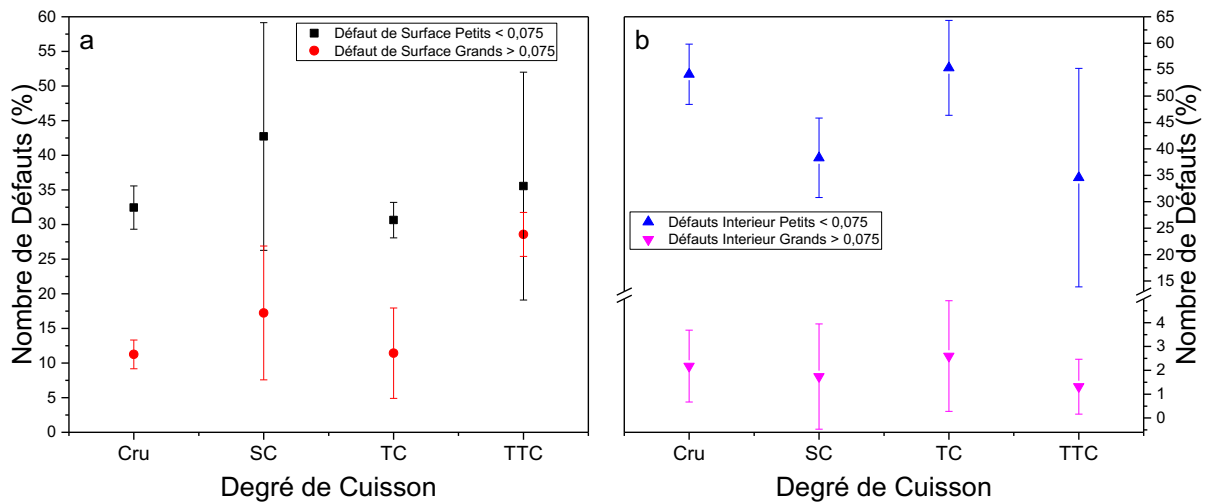 a
Défaut de Surface Petits < 0,075
Défaut de Surface Grands > 0,075
Nombre de Défauts (%)
60
55
50
45
40
35
30
25
20
15
10
5
0
Cru SC TC TTC
Degré de Cuisson
b
Défauts Interieur Petits < 0,075
Défauts Interieur Grands > 0,075
65
60
55
50
45
40
35
30
25
20
15
4
3
2
1
0
Nombre de Défauts (%)
Cru SC TC TTC
Degré de Cuisson